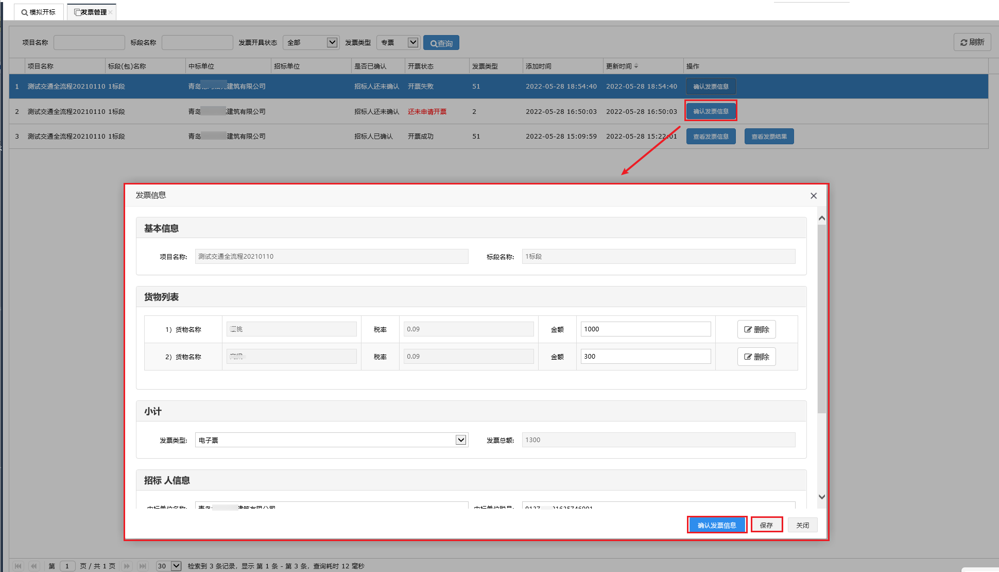 模拟开标 发票管理
项目名称 标段名称 发票开具状态 全部 发票类型 专票 查询 刷新
项目名称 标段(包)名称 中标单位 招标单位 是否已确认 开票状态 发票类型 添加时间 更新时间 操作
1 测试交通全流程20210110 1标段 青岛 建筑有限公司 招标人还未确认 开票失败 51 2022-05-28 18:54:40 2022-05-28 18:54:40 确认发票信息
2 测试交通全流程20210110 1标段 青岛 建筑有限公司 招标人还未确认 还未申请开票 2 2022-05-28 16:50:03 2022-05-28 16:50:03 确认发票信息
3 测试交通全流程20210110 1标段 青岛 建筑有限公司 招标人已确认 开票成功 51 2022-05-28 15:09:59 2022-05-28 15:22:01 查看发票信息 查看发票结果
发票信息
基本信息
项目名称: 测试交通全流程20210110 标段名称: 1标段
货物列表
1）货物名称 桃 税率 0.09 金额 1000 删除
2）货物名称 税率 0.09 金额 300 删除
小计
发票类型: 电子票 发票总额: 1300
招标 人信息
中标单位名称: 青岛 建筑有限公司 中标单位税号:
确认发票信息 保存 关闭
第 1 页 / 共 1 页 30 检索到 3 条记录，显示 第 1 条 - 第 3 条，查询耗时 12 毫秒